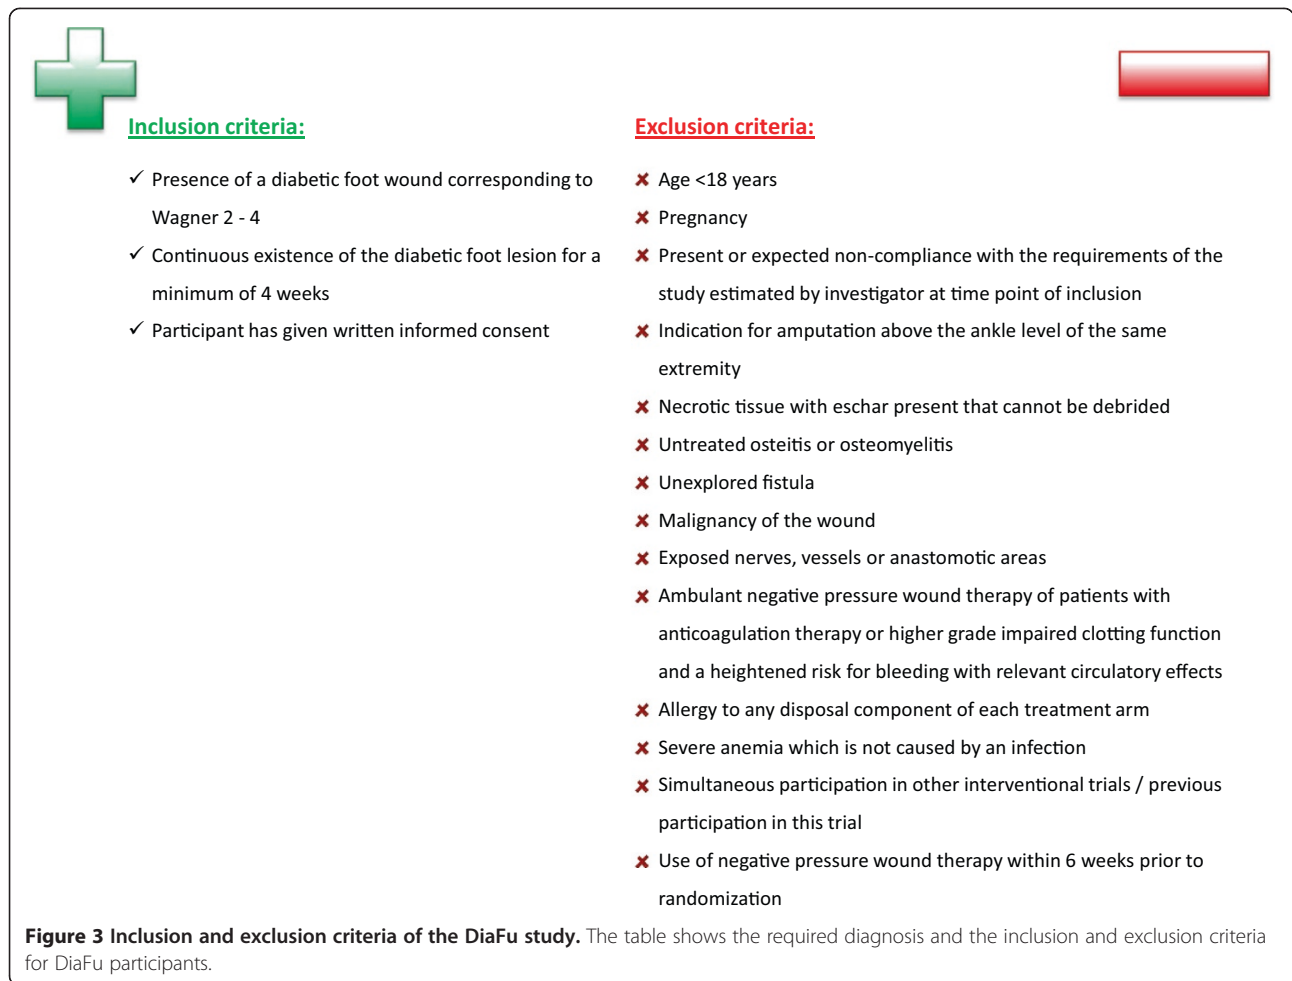 Inclusion criteria:
✓ Presence of a diabetic foot wound corresponding to
Wagner 2 - 4
✓ Continuous existence of the diabetic foot lesion for a
minimum of 4 weeks
✓ Participant has given written informed consent
Exclusion criteria:
✘ Age <18 years
✘ Pregnancy
✘ Present or expected non-compliance with the requirements of the
study estimated by investigator at time point of inclusion
✘ Indication for amputation above the ankle level of the same
extremity
✘ Necrotic tissue with eschar present that cannot be debrided
✘ Untreated osteitis or osteomyelitis
✘ Unexplored fistula
✘ Malignancy of the wound
✘ Exposed nerves, vessels or anastomotic areas
✘ Ambulant negative pressure wound therapy of patients with
anticoagulation therapy or higher grade impaired clotting function
and a heightened risk for bleeding with relevant circulatory effects
✘ Allergy to any disposal component of each treatment arm
✘ Severe anemia which is not caused by an infection
✘ Simultaneous participation in other interventional trials / previous
participation in this trial
✘ Use of negative pressure wound therapy within 6 weeks prior to
randomization
Figure 3 Inclusion and exclusion criteria of the DiaFu study. The table shows the required diagnosis and the inclusion and exclusion criteria
for DiaFu participants.